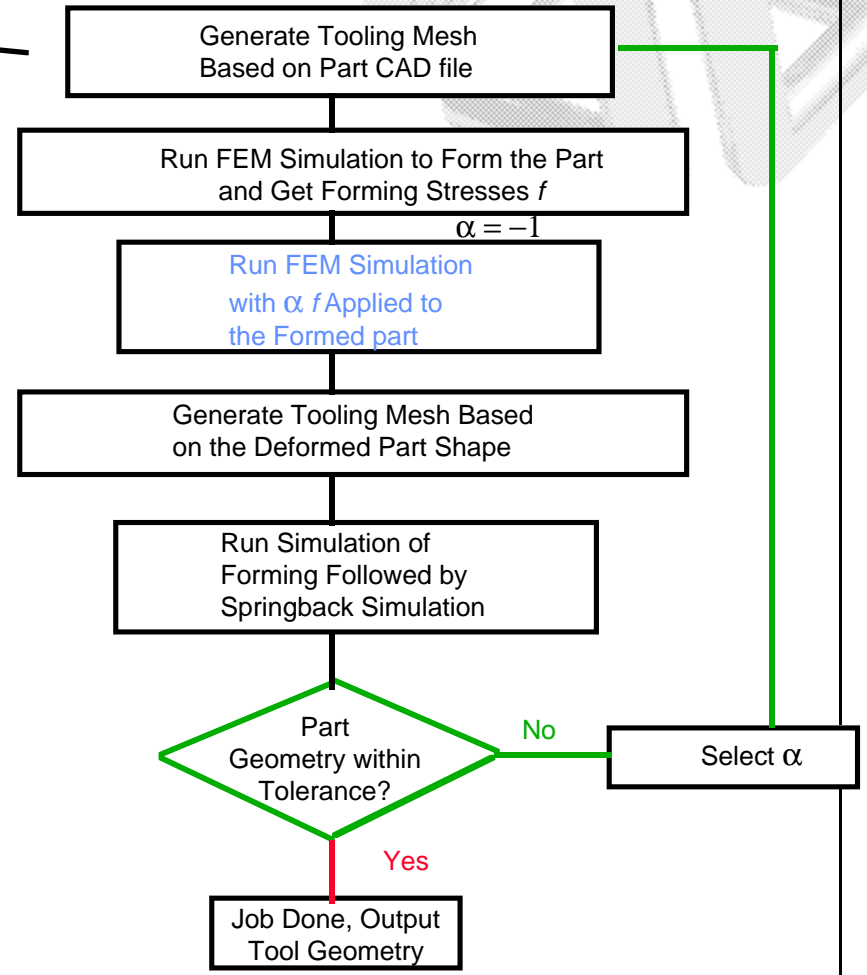 Generate Tooling Mesh
Based on Part CAD file
Run FEM Simulation to Form the Part
and Get Forming Stresses f
α = −1
Run FEM Simulation
with α f Applied to
the Formed part
Generate Tooling Mesh Based
on the Deformed Part Shape
Run Simulation of
Forming Followed by
Springback Simulation
Part
Geometry within
Tolerance?
No
Select α
Yes
Job Done, Output
Tool Geometry